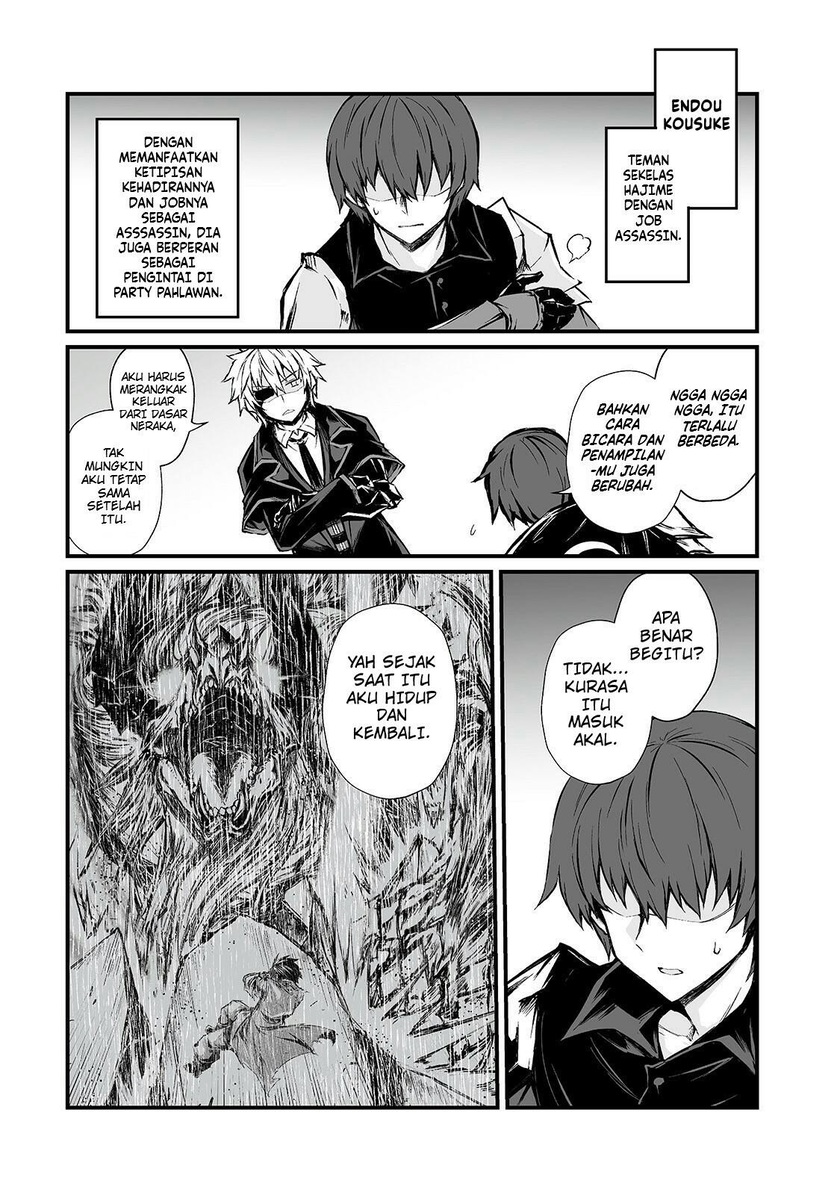 ENDOU
KOUSUKE
TEMAN
SEKELAS
HAJIME
DENGAN
JOB
ASSASSIN.
DENGAN
MEMANFAATKAN
KETIPISAN
KEHADIRANNYA
DAN JOBNYA
SEBAGAI
ASSSASSIN, DIA
JUGA BERPERAN
SEBAGAI
PENGINTAI DI
PARTY PAHLAWAN.
NGGA NGGA
NGGA, ITU
TERLALU
BERBEDA.
BAHKAN
CARA
BICARA DAN
PENAMPILAN
-MU JUGA
BERUBAH.
AKU HARUS
MERANGKAK
KELUAR
DARI DASAR
NERAKA,
TAK
MUNGKIN
AKU TETAP
SAMA
SETELAH
ITU.
APA
BENAR
BEGITU?
TIDAK...
KURASA
ITU
MASUK
AKAL.
YAH SEJAK
SAAT ITU
AKU HIDUP
DAN
KEMBALI.